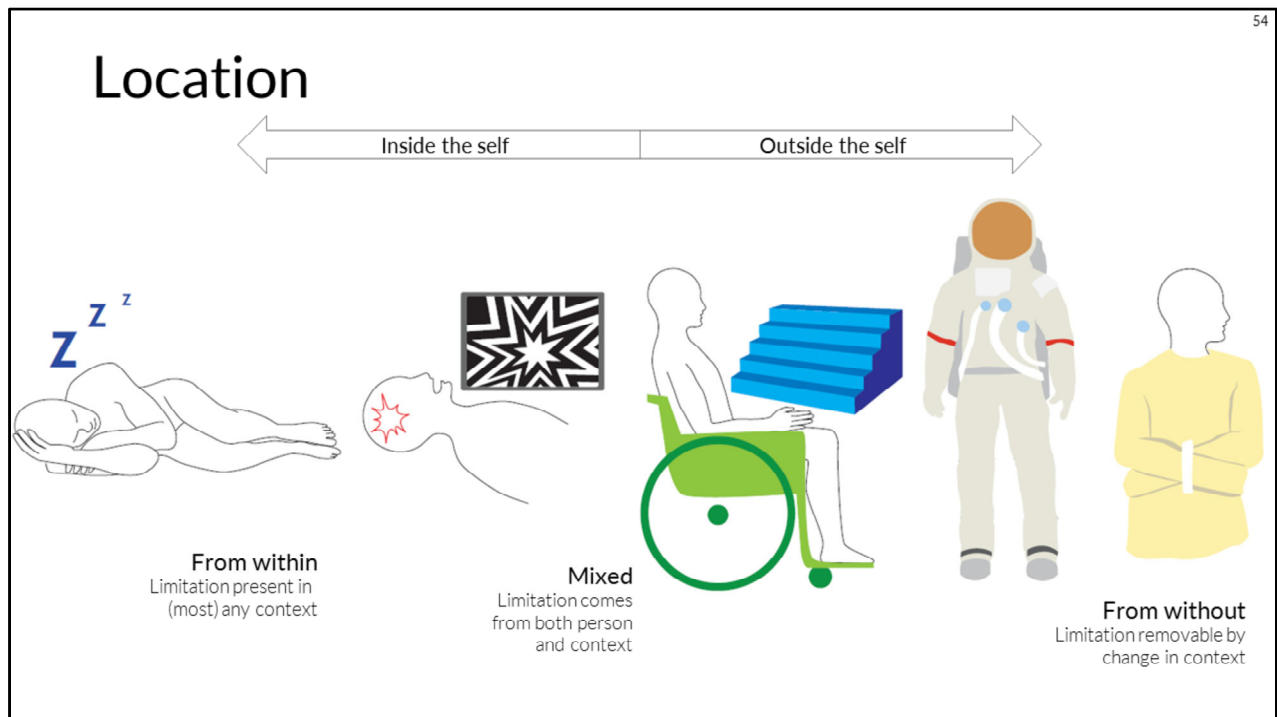 54
Location
Inside the self
Outside the self
Z
Z
Z
From within
Limitation present in
(most) any context
Mixed
Limitation comes
from both person
and context
From without
Limitation removable by
change in context